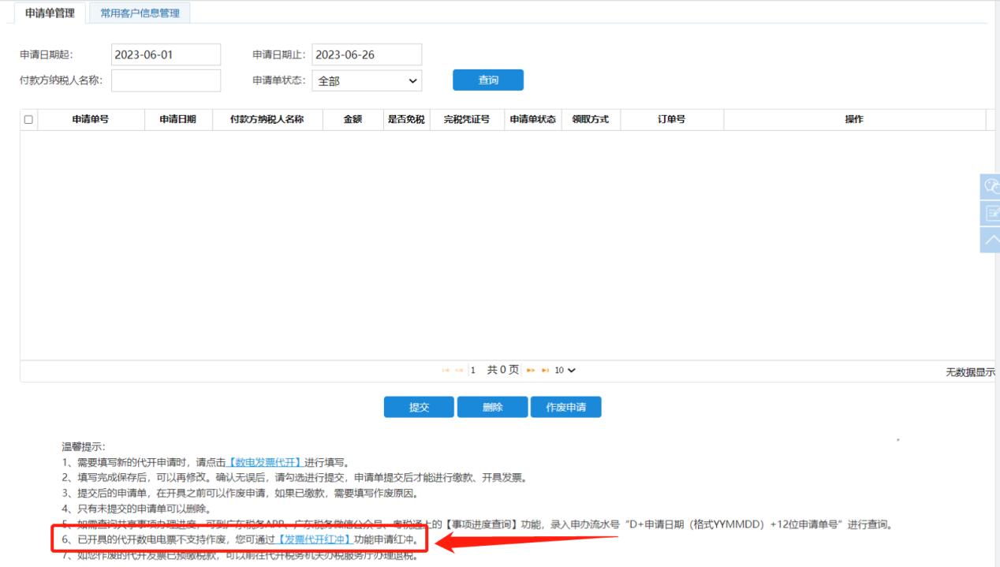 申请单管理 常用客户信息管理
申请日期起： 2023-06-01 申请日期止： 2023-06-26
付款方纳税人名称： 申请单状态： 全部 查询
申请单号 申请日期 付款方纳税人名称 金额 是否免税 完税凭证号 申请单状态 领取方式 订单号 操作
1 共 0 页 10 无数据显示
提交 删除 作废申请
温馨提示：
1、需要填写新的代开申请时，请点击【数电发票代开】进行填写。
2、填写完成保存后，可以再修改。确认无误后，请勾选进行提交，申请单提交后才能进行缴款、开具发票。
3、提交后的申请单，在开具之前可以作废申请，如果已缴款，需要填写作废原因。
4、只有未提交的申请单可以删除。
5、如需查询共享事项办理进度，可到广东税务APP、广东税务微信公众号、粤税通上的【事项进度查询】功能，录入申办流水号“D+申请日期（格式YYMMDD）+12位申请单号”进行查询。
6、已开具的代开数电电票不支持作废，您可通过【发票代开红冲】功能申请红冲。
7、如您作废的代开发票已预缴税款，可以前往代开税务机关办税服务厅办理退税。